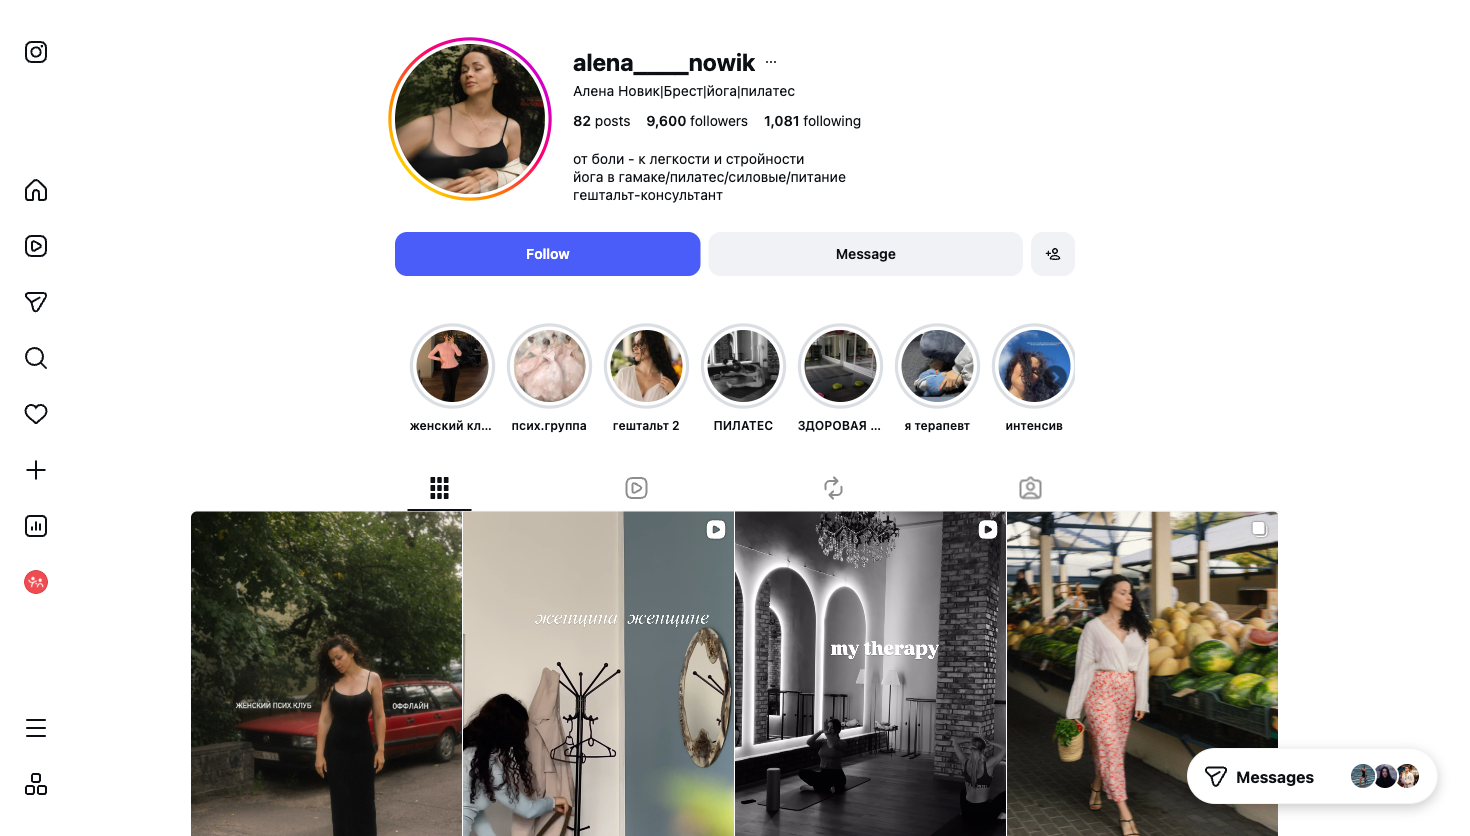 alena_____nowik
Алена Новик|Брест|йога|пилатес
82 posts 9,600 followers 1,081 following
от боли - к легкости и стройности
йога в гамаке/пилатес/силовые/питание
гештальт-консультант
Follow
Message
женский кл...
псих.группа
гештальт 2
ПИЛАТЕС
ЗДОРОВАЯ ...
я терапевт
интенсив
ЖЕНСКИЙ ПСИХ КЛУБ
ОФФЛАЙН
женщина женщине
my therapy
Messages